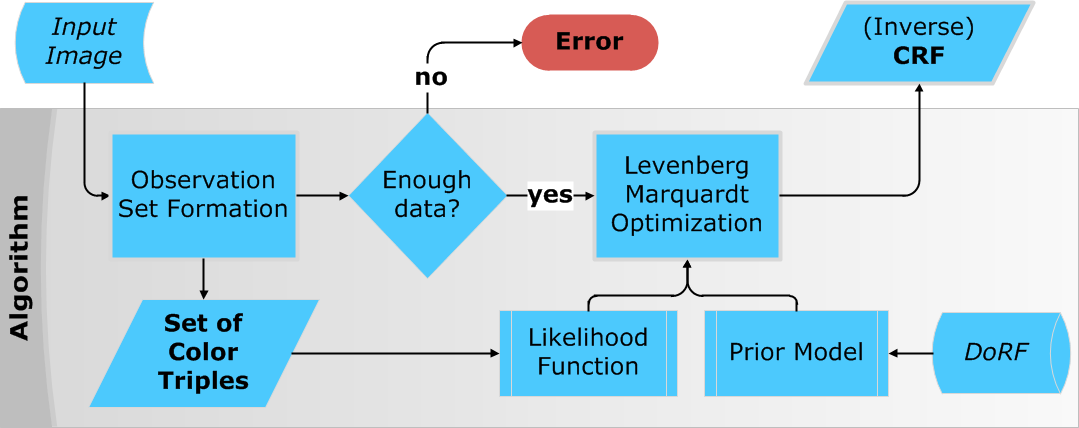 Input
Image
Error
(Inverse)
CRF
no
Algorithm
Observation
Set Formation
Enough
data?
yes
Levenberg
Marquardt
Optimization
Set of
Color
Triples
Likelihood
Function
Prior Model
DoRF